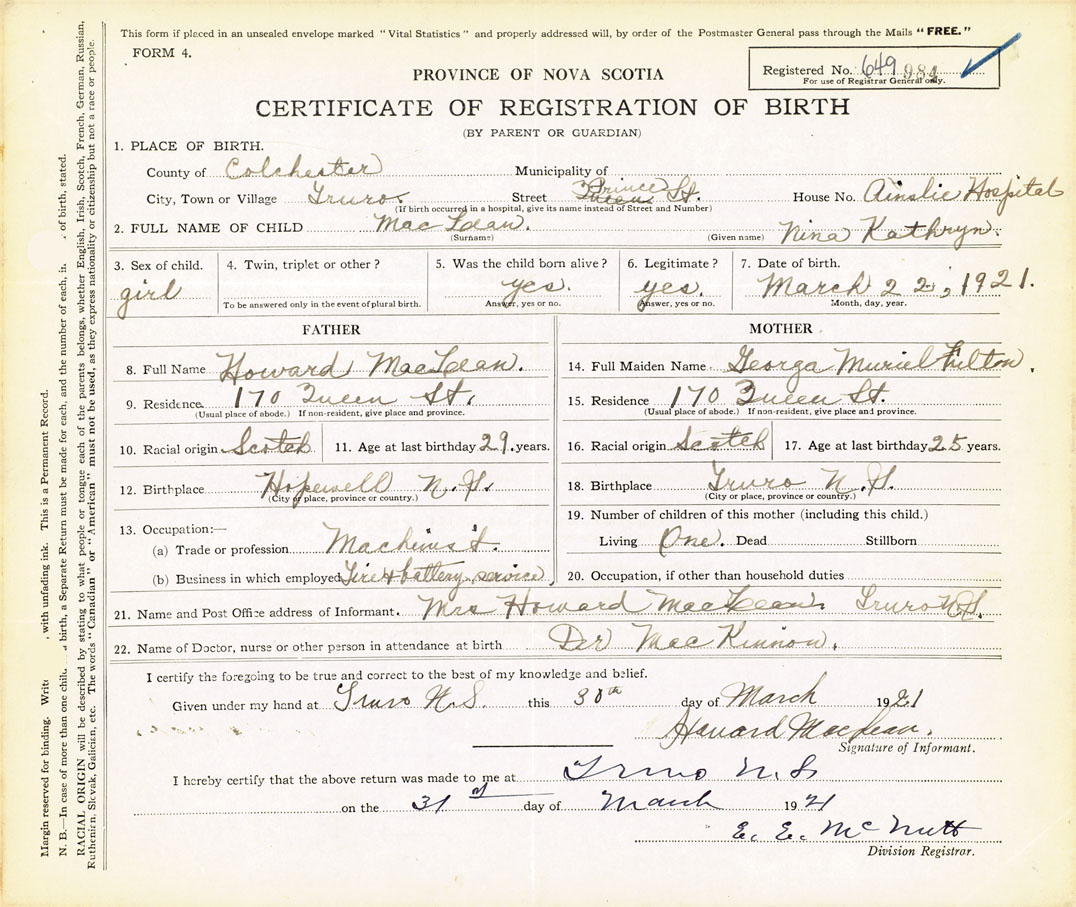 This form if placed in an unsealed envelope marked "Vital Statistics" and properly addressed will, by order of the Postmaster General pass through the Mails "FREE."
FORM 4.
Registered No. 649 984
For use of Registrar General only.
PROVINCE OF NOVA SCOTIA
CERTIFICATE OF REGISTRATION OF BIRTH
(BY PARENT OR GUARDIAN)
1. PLACE OF BIRTH.
County of Colchester Municipality of
City, Town or Village Truro. Street Prince Queen St. House No. Ainslie Hospital
(If birth occurred in a hospital, give its name instead of Street and Number)
2. FULL NAME OF CHILD MacLean. Nina Kathryn.
(Surname) (Given name)
3. Sex of child. 4. Twin, triplet or other? 5. Was the child born alive? 6. Legitimate? 7. Date of birth.
girl yes. yes. March 22, 1921.
To be answered only in the event of plural birth. Answer, yes or no. Answer, yes or no. Month, day, year.
FATHER
8. Full Name Howard MacLean.
9. Residence 170 Queen St.
(Usual place of abode.) If non-resident, give place and province.
10. Racial origin Scotch 11. Age at last birthday 29. years.
12. Birthplace Hopewell N.S.
(City or place, province or country.)
13. Occupation:—
(a) Trade or profession Machinist.
(b) Business in which employed Tire & battery service
MOTHER
14. Full Maiden Name Georga Muriel Fulton.
15. Residence 170 Queen St.
(Usual place of abode.) If non-resident, give place and province.
16. Racial origin Scotch 17. Age at last birthday 25 years.
18. Birthplace Truro N.S.
(City or place, province or country.)
19. Number of children of this mother (including this child.)
Living One. Dead Stillborn
20. Occupation, if other than household duties
21. Name and Post Office address of Informant. Mrs Howard MacLean, Truro N.S.
22. Name of Doctor, nurse or other person in attendance at birth Der MacKinnon.
I certify the foregoing to be true and correct to the best of my knowledge and belief.
Given under my hand at Truro N.S. this 30th day of March 1921
Howard MacLean.
Signature of Informant.
I hereby certify that the above return was made to me at Truro N.S
on the 31st day of March 1921
E. E. McNutt
Division Registrar.
Margin reserved for binding. Write with unfading ink. This is a Permanent Record.
N. B.—In case of more than one child birth, a Separate Return must be made for each, and the number of each, in of birth, stated.
RACIAL ORIGIN will be described by stating to what people or tongue each of the parents belongs, whether English, Irish, Scotch, French, German, Russian,
Ruthenian, Slovak, Galician, etc. The words "Canadian" or "American" must not be used, as they express nationality or citizenship but not a race or people.